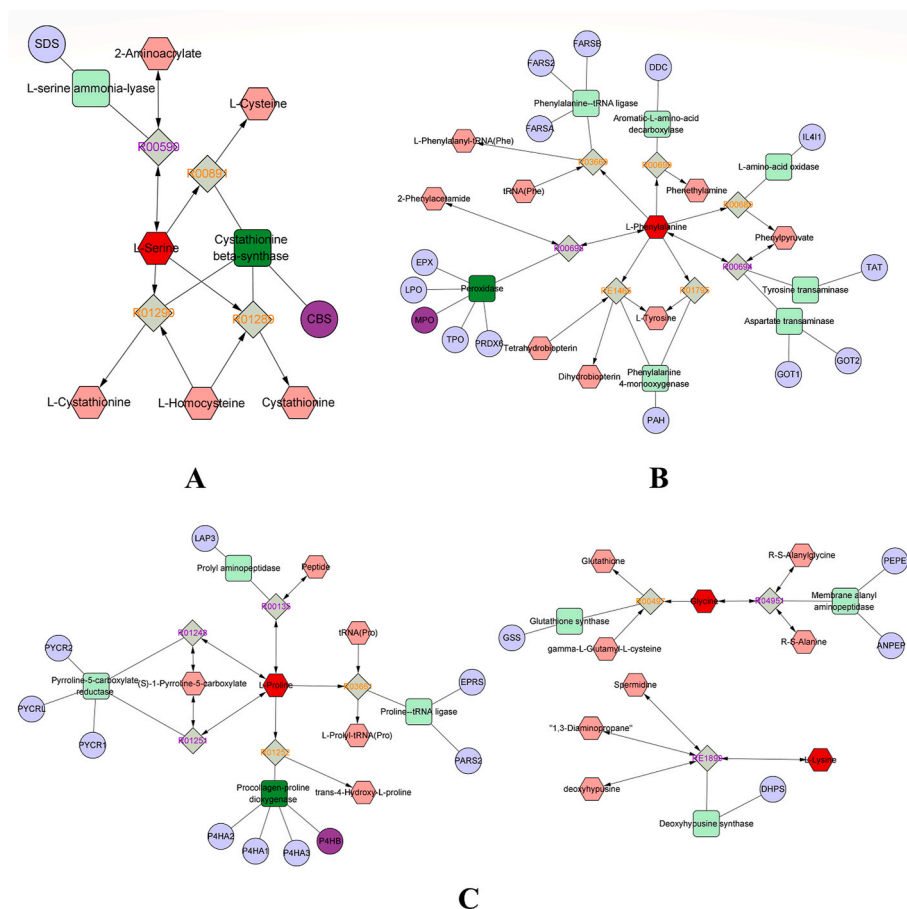 SDS
2-Aminoacrylate
L-serine ammonia-lyase
L-Cysteine
R00590
R00891
L-Serine
Cystathionine
beta-synthase
R01290
R01289
CBS
L-Cystathionine
L-Homocysteine
Cystathionine
A
FARSB
FARS2
DDC
Phenylalanine--tRNA ligase
FARSA
Aromatic-L-amino-acid
decarboxylase
IL4I1
L-Phenylalanyl-tRNA(Phe)
R03660
R00699
L-amino-acid oxidase
tRNA(Phe)
Phenethylamine
2-Phenylacetamide
R00689
L-Phenylalanine
Phenylpyruvate
R00698
R00694
EPX
TAT
LPO
Peroxidase
Tyrosine transaminase
RE1465
R01795
MPO
L-Tyrosine
Aspartate transaminase
TPO
PRDX6
Tetrahydrobiopterin
GOT2
Dihydrobiopterin
Phenylalanine
4-monooxygenase
GOT1
PAH
B
LAP3
Prolyl aminopeptidase
Peptide
R00135
PYCR2
R01248
tRNA(Pro)
Pyrroline-5-carboxylate
reductase
(S)-1-Pyrroline-5-carboxylate
L-Proline
R03661
EPRS
PYCRL
Proline--tRNA ligase
R01251
L-Prolyl-tRNA(Pro)
PYCR1
R01252
PARS2
Procollagen-proline
dioxygenase
trans-4-Hydroxy-L-proline
P4HA2
P4HA1
P4HA3
P4HB
Glutathione
R-S-Alanylglycine
PEPE
R00497
Glycine
R04951
Membrane alanyl
aminopeptidase
Glutathione synthase
GSS
gamma-L-Glutamyl-L-cysteine
R-S-Alanine
ANPEP
Spermidine
"1,3-Diaminopropane"
L-Lysine
deoxyhypusine
DHPS
Deoxyhypusine synthase
C